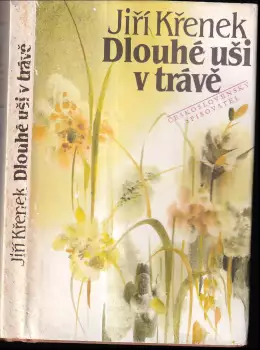 Jiří Křenek
Dlouhé uši
v trávě
ČESKOSLOVENSKÝ
SPISOVATEL
Jiří Křenek Dlouhé uši v trávě